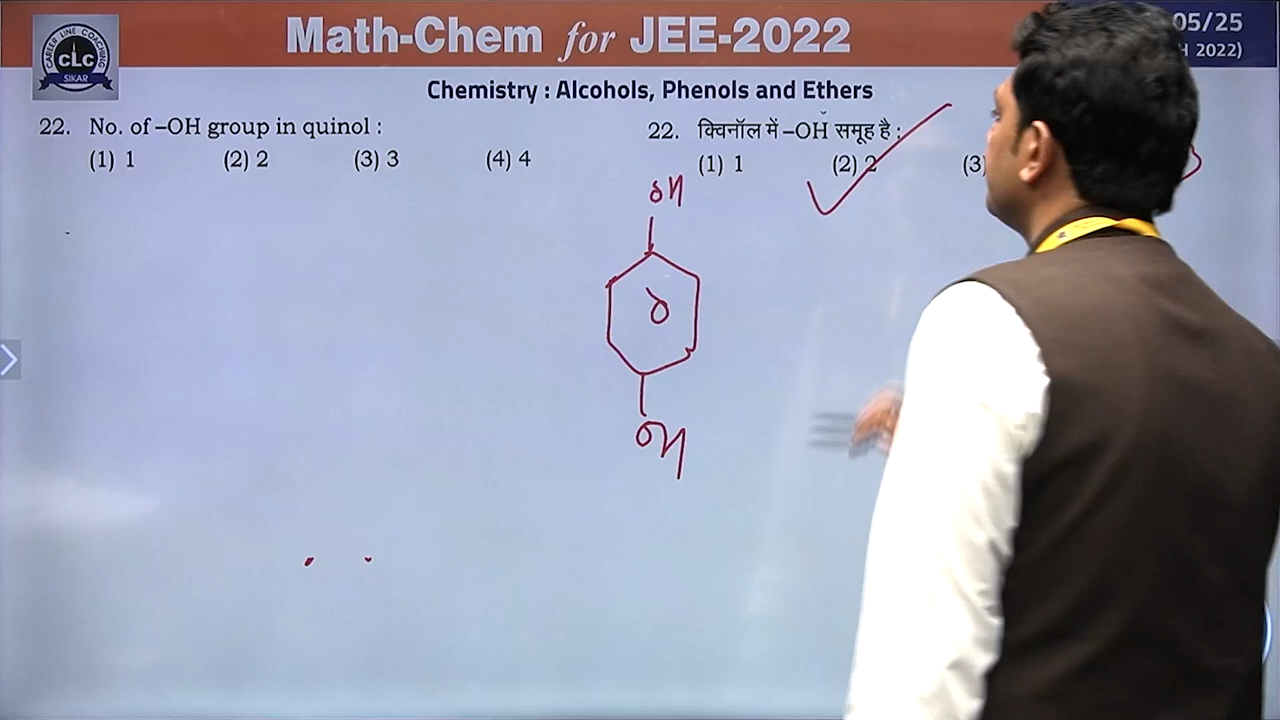 Math-Chem for JEE-2022
05/25
H 2022)
CAREER LINE COACHING
CLC
SIKAR
Chemistry : Alcohols, Phenols and Ethers
22. No. of –OH group in quinol :
(1) 1 (2) 2 (3) 3 (4) 4
22. क्विनॉल में –OH समूह है :
(1) 1 (2) 2 (3)
OH
OH